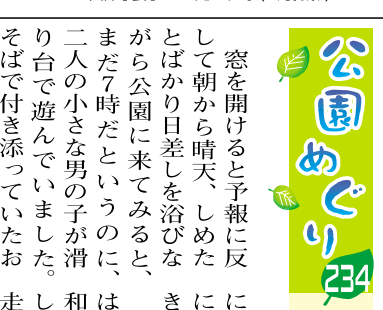 公園めぐり
234
窓を開けると予報に反
して朝から晴天、しめた
とばかり日差しを浴びな
がら公園に来てみると、
まだ7時だというのに、
二人の小さな男の子が滑
り台で遊んでいました。
そばで付き添っていたお
に
に
き
は
和
し
走